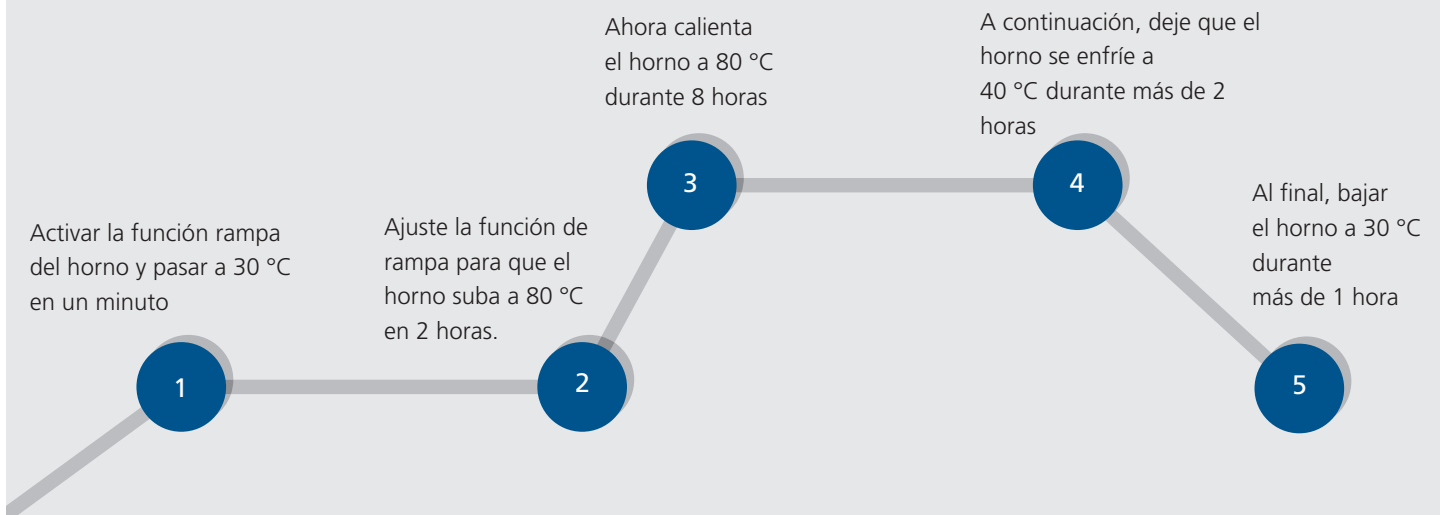 Activar la función rampa
del horno y pasar a 30 °C
en un minuto
1
Ajuste la función de
rampa para que el
horno suba a 80 °C
en 2 horas.
2
Ahora calienta
el horno a 80 °C
durante 8 horas
3
A continuación, deje que el
horno se enfríe a
40 °C durante más de 2
horas
4
Al final, bajar
el horno a 30 °C
durante
más de 1 hora
5